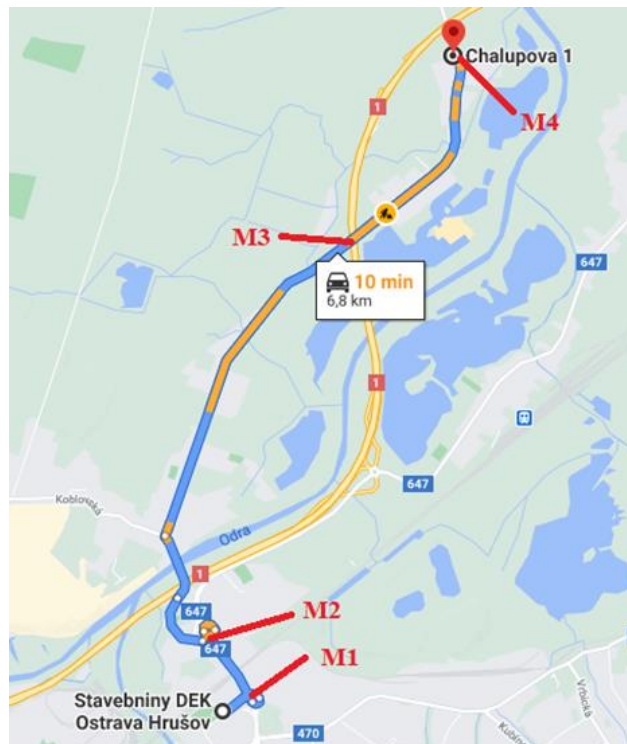 Chalupova 1
1
M4
M3
647
10 min
6,8 km
1
647
Koblovská
Odra
1
647
M2
647
M1
Stavebniny DEK
Ostrava Hrušov
470
Vrbická